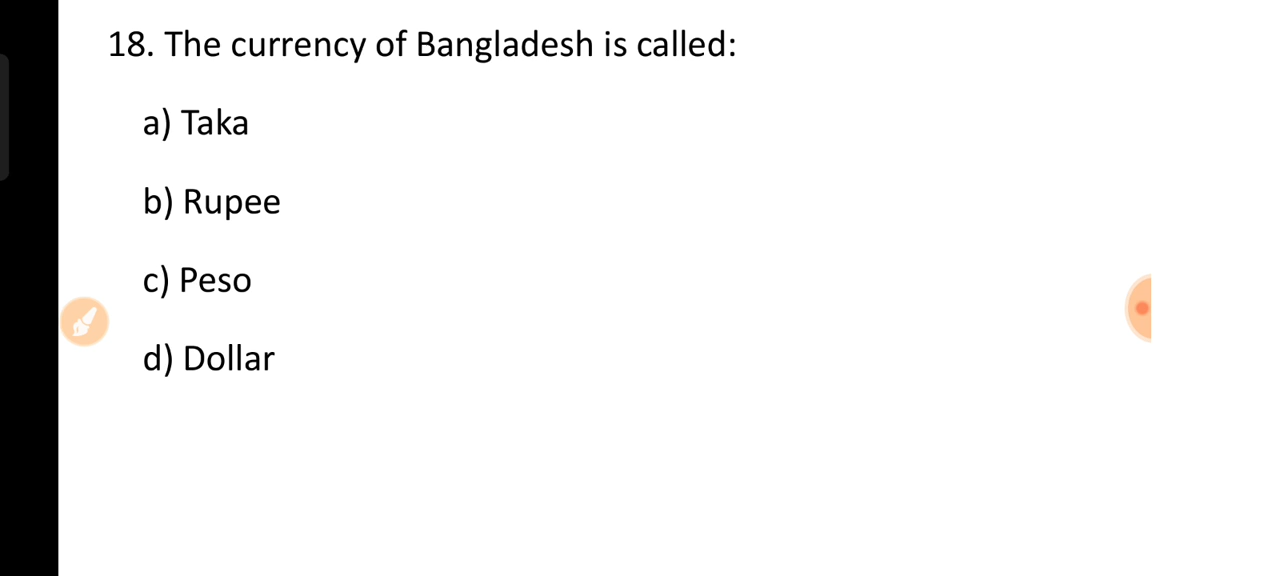 18. The currency of Bangladesh is called:
a) Taka
b) Rupee
c) Peso
d) Dollar